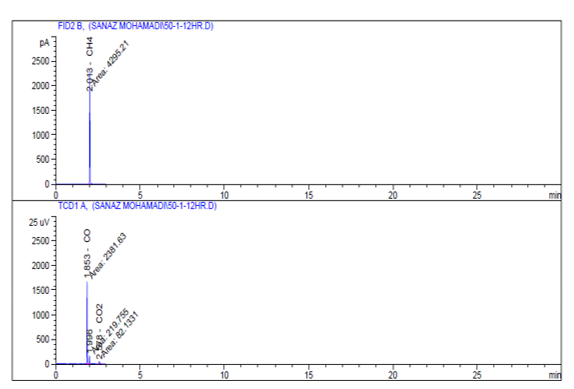 FID2 B, (SANAZ MOHAMADI\50-1-12HR.D)
pA
2500
2000
1500
1000
500
0
2.013 - CH4
Area: 4295.21
0 5 10 15 20 25 min
TCD1 A, (SANAZ MOHAMADI\50-1-12HR.D)
25 uV
2500
2000
1500
1000
500
0
1.853 - CO
Area: 2381.63
1.998
Area: 219.755
CO2
Area: 82.1331
0 5 10 15 20 25 min